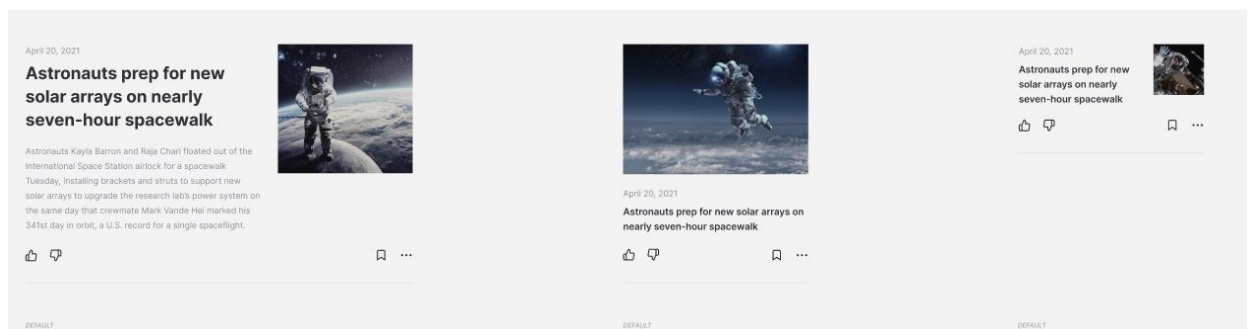 April 20, 2021
Astronauts prep for new
solar arrays on nearly
seven-hour spacewalk
Astronauts Kayla Barron and Raja Chari floated out of the
International Space Station airlock for a spacewalk
Tuesday, installing brackets and struts to support new
solar arrays to upgrade the research lab's power system on
the same day that crewmate Mark Vande Hei marked his
341st day in orbit, a U.S. record for a single spaceflight.
DEFAULT
April 20, 2021
Astronauts prep for new solar arrays on
nearly seven-hour spacewalk
DEFAULT
April 20, 2021
Astronauts prep for new
solar arrays on nearly
seven-hour spacewalk
DEFAULT